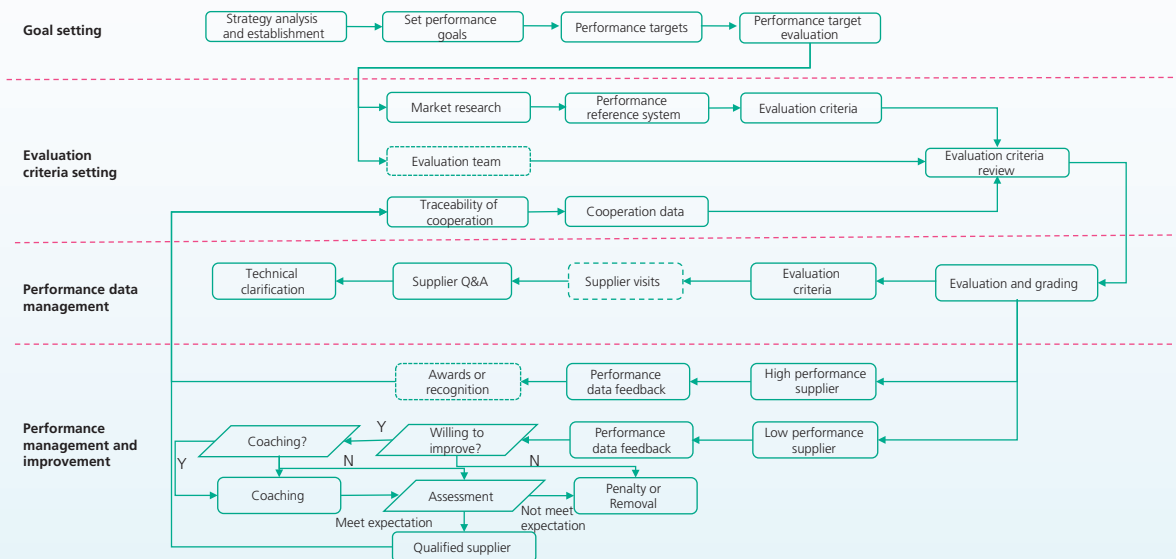 Goal setting
Strategy analysis
and establishment
Set performance
goals
Performance targets
Performance target
evaluation
Evaluation
criteria setting
Market research
Performance
reference system
Evaluation criteria
Evaluation team
Evaluation criteria
review
Traceability of
cooperation
Cooperation data
Performance data
management
Technical
clarification
Supplier Q&A
Supplier visits
Evaluation
criteria
Evaluation and grading
Performance
management and
improvement
Awards or
recognition
Performance
data feedback
High performance
supplier
Coaching?
Y
Willing to
improve?
Performance
data feedback
Low performance
supplier
Y
N
N
Coaching
Assessment
Penalty or
Removal
Meet expectation
Not meet
expectation
Qualified supplier